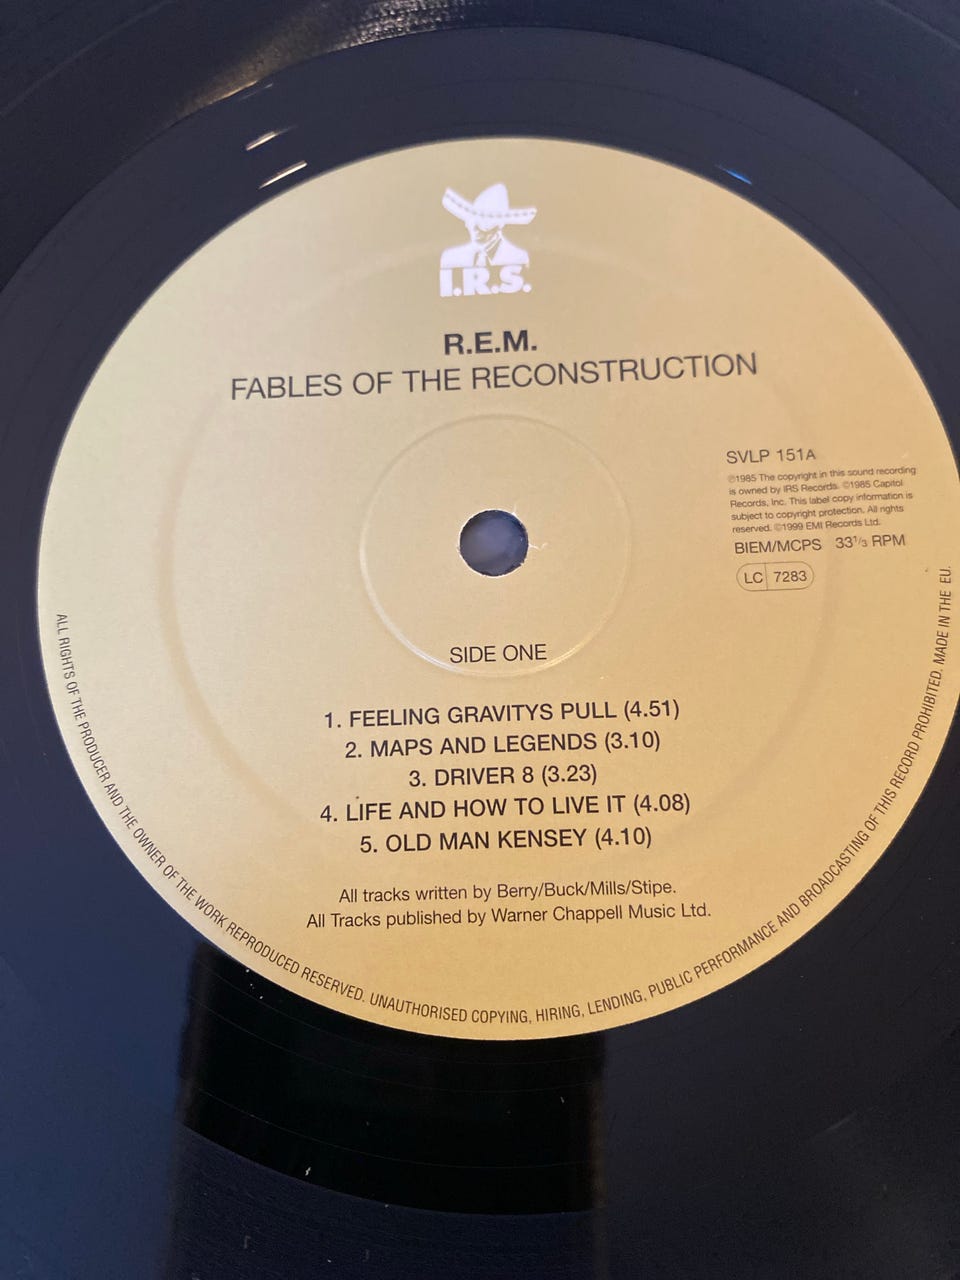 I.R.S.
R.E.M.
FABLES OF THE RECONSTRUCTION
SVLP 151A
℗1985 The copyright in this sound recording
is owned by IRS Records. ©1985 Capitol
Records, Inc. This label copy information is
subject to copyright protection. All rights
reserved. ©1999 EMI Records Ltd.
BIEM/MCPS 33⅓ RPM
LC 7283
SIDE ONE
1. FEELING GRAVITYS PULL (4.51)
2. MAPS AND LEGENDS (3.10)
3. DRIVER 8 (3.23)
4. LIFE AND HOW TO LIVE IT (4.08)
5. OLD MAN KENSEY (4.10)
All tracks written by Berry/Buck/Mills/Stipe.
All Tracks published by Warner Chappell Music Ltd.
ALL RIGHTS OF THE PRODUCER AND THE OWNER OF THE WORK REPRODUCED RESERVED. UNAUTHORISED COPYING, HIRING, LENDING, PUBLIC PERFORMANCE AND BROADCASTING OF THIS RECORD PROHIBITED. MADE IN THE EU.